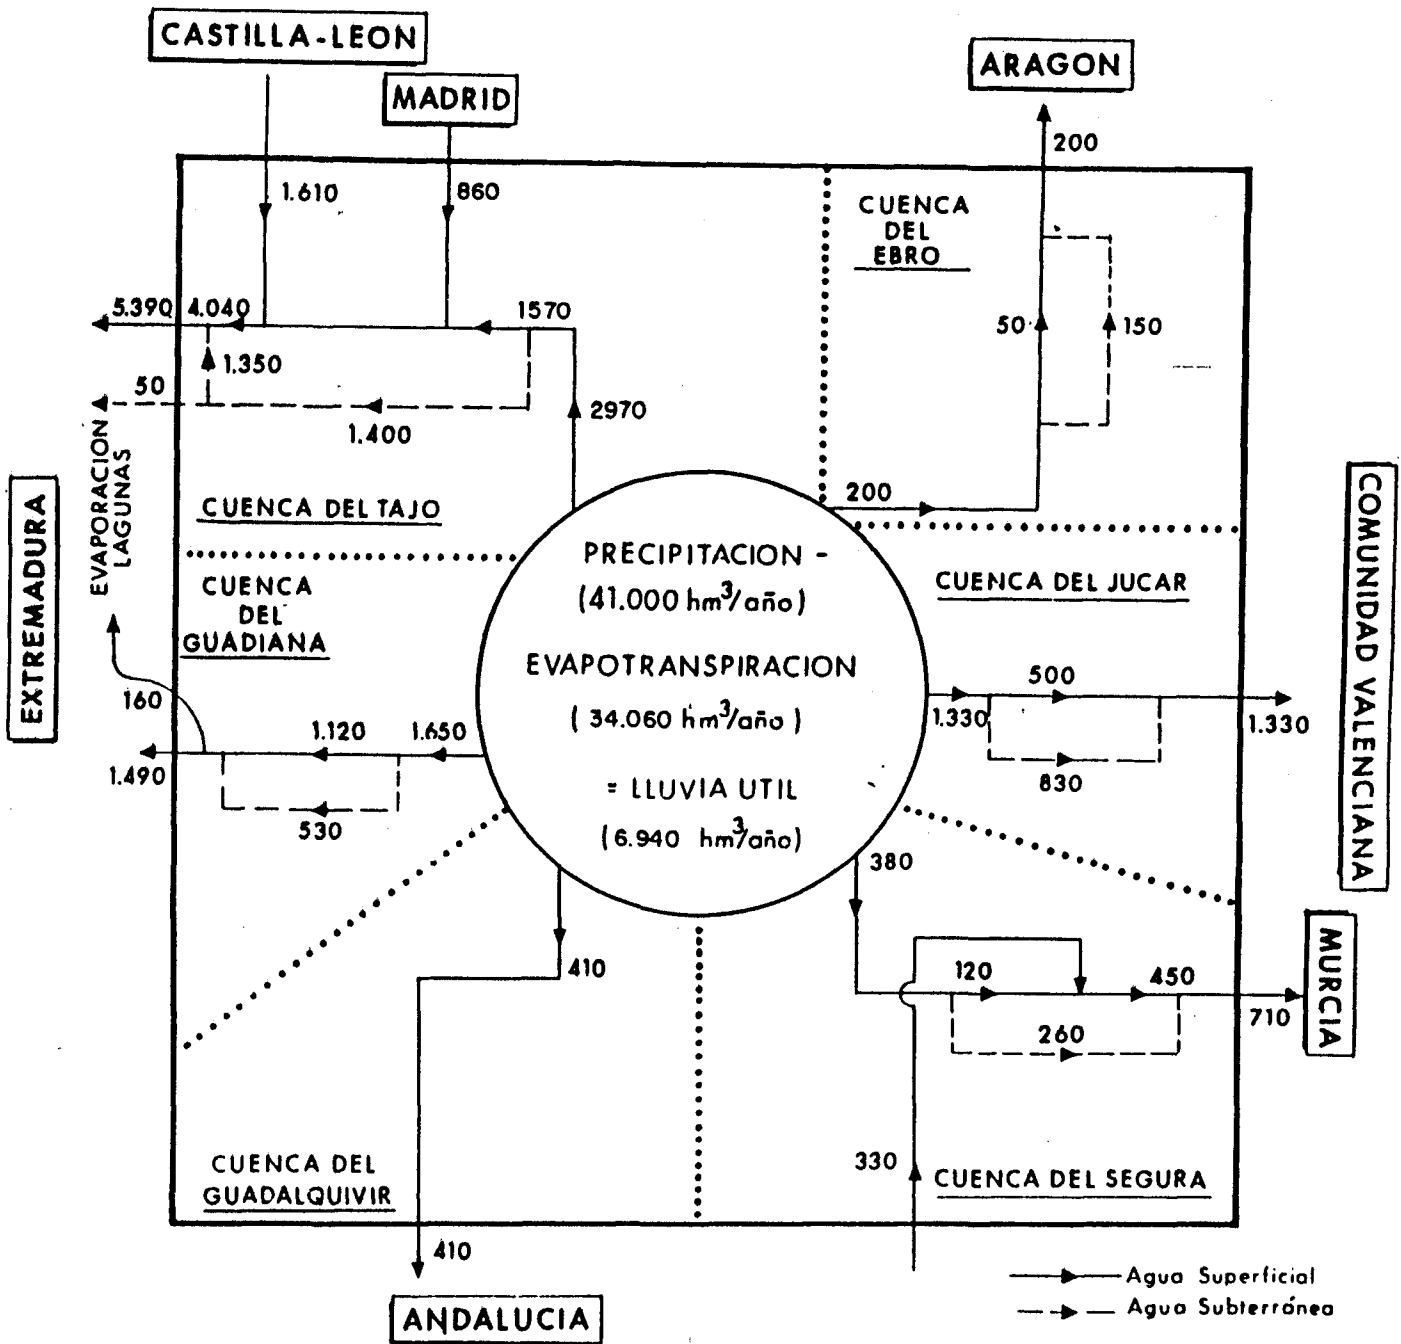 CASTILLA-LEON
MADRID
ARAGON
200
1.610
860
CUENCA
DEL
EBRO
5.390
4.040
1570
50
150
1.350
50
1.400
2970
EVAPORACION
LAGUNAS
CUENCA DEL TAJO
200
EXTREMADURA
CUENCA
DEL
GUADIANA
PRECIPITACION -
(41.000 hm³/año)
EVAPOTRANSPIRACION
(34.060 hm³/año)
= LLUVIA UTIL
(6.940 hm³/año)
CUENCA DEL JUCAR
COMUNIDAD VALENCIANA
500
1.330
1.330
830
160
1.120
1.650
1.490
530
380
410
120
450
260
710
MURCIA
CUENCA DEL
GUADALQUIVIR
330
CUENCA DEL SEGURA
410
ANDALUCIA
Agua Superficial
Agua Subterránea